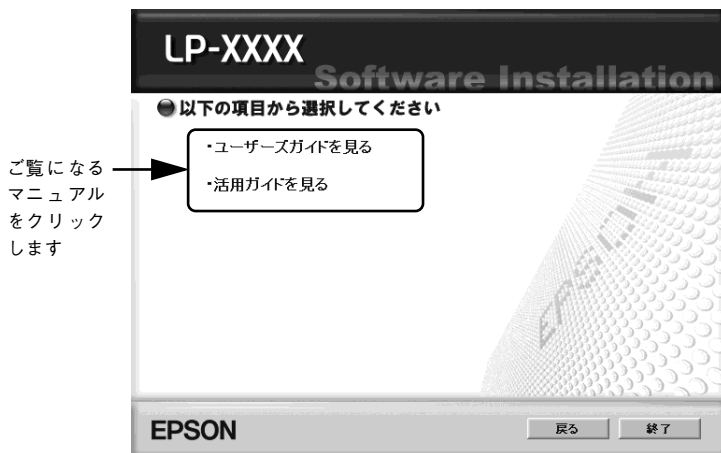 LP-XXXX
Software Installation
以下の項目から選択してください
・ユーザーズガイドを見る
・活用ガイドを見る
ご覧になる
マニュアル
をクリック
します
EPSON
EPSON
戻る
終了